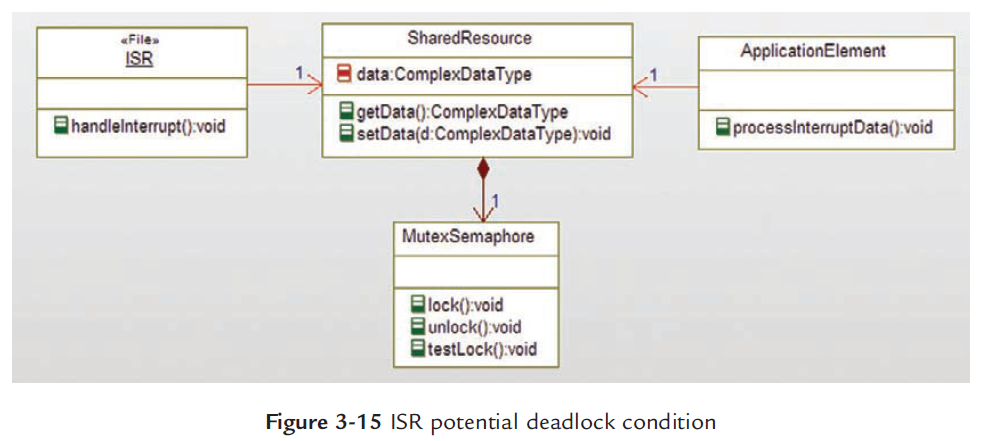 «File»
ISR
handleInterrupt():void
1
SharedResource
data:ComplexDataType
getData():ComplexDataType
setData(d:ComplexDataType):void
1
ApplicationElement
processInterruptData():void
1
MutexSemaphore
lock():void
unlock():void
testLock():void
Figure 3-15 ISR potential deadlock condition